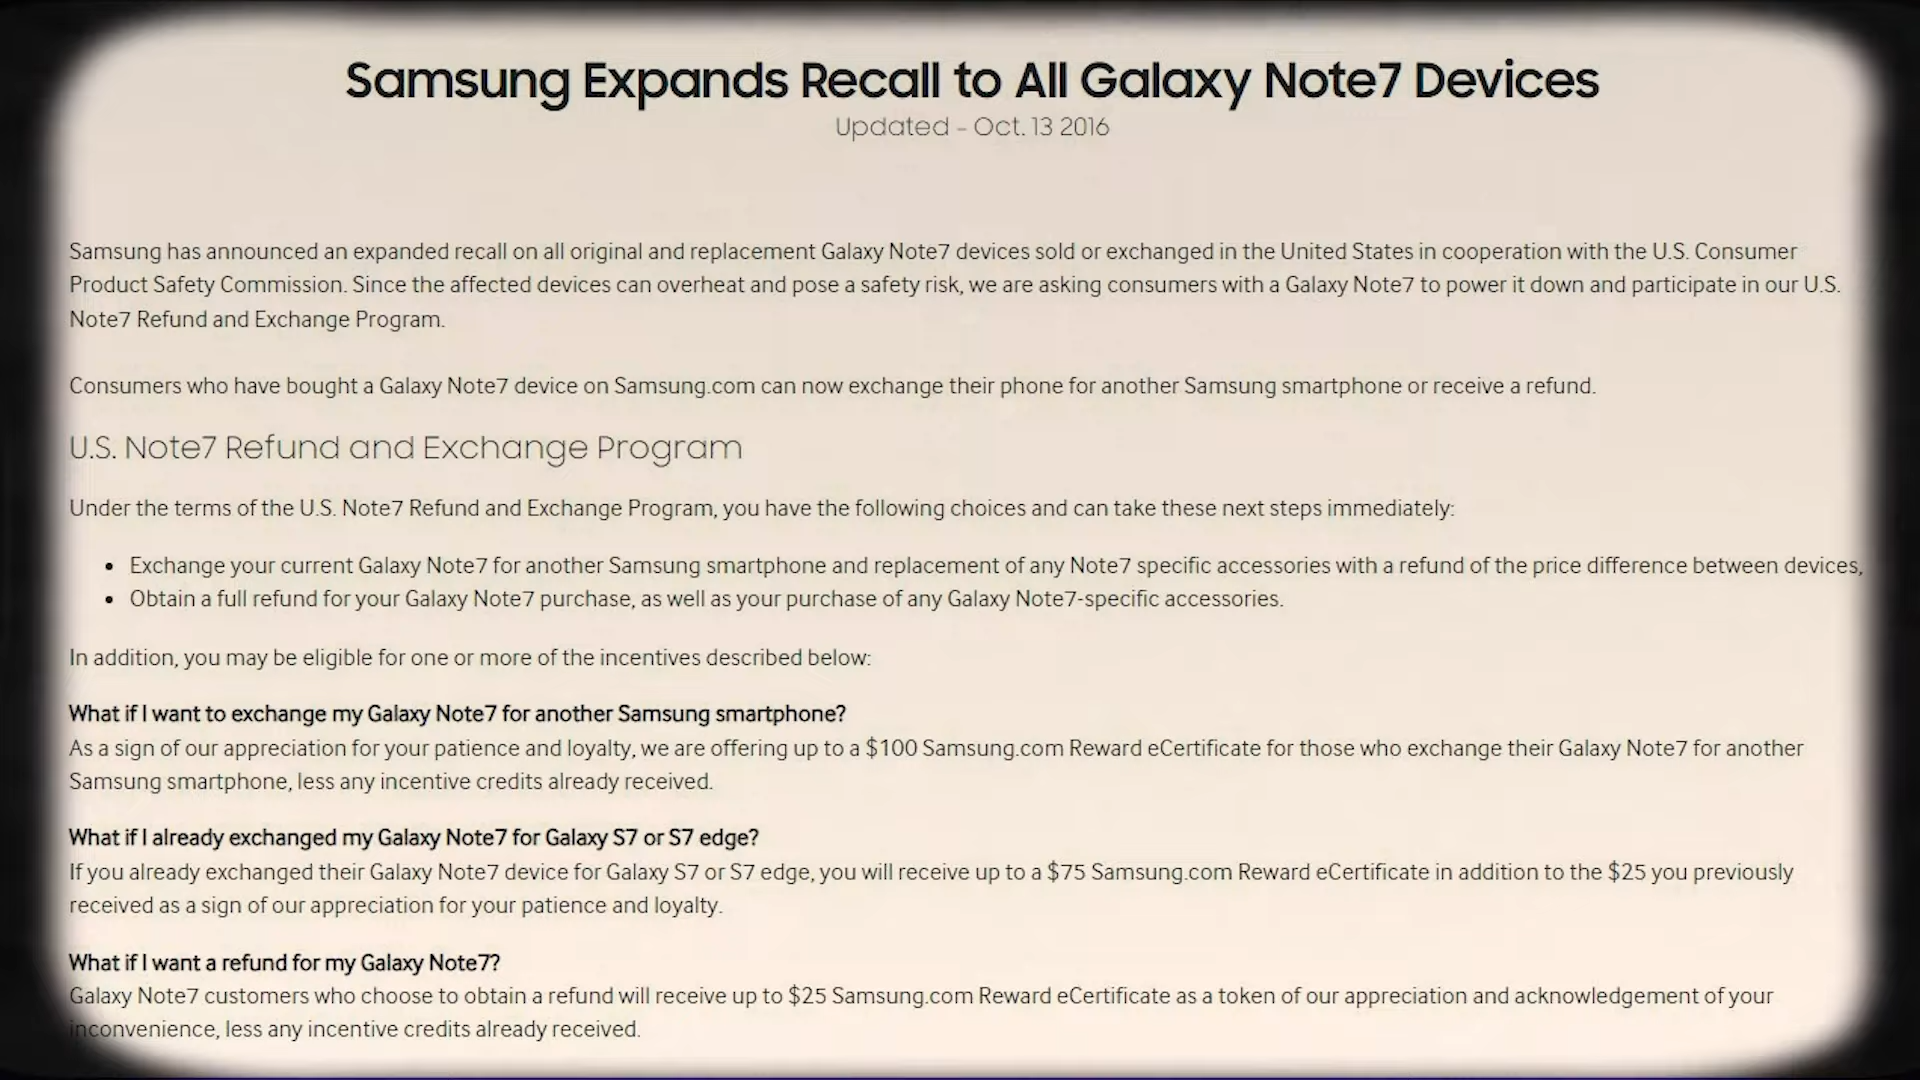 Samsung Expands Recall to All Galaxy Note7 Devices
Updated - Oct. 13 2016
Samsung has announced an expanded recall on all original and replacement Galaxy Note7 devices sold or exchanged in the United States in cooperation with the U.S. Consumer
Product Safety Commission. Since the affected devices can overheat and pose a safety risk, we are asking consumers with a Galaxy Note7 to power it down and participate in our U.S.
Note7 Refund and Exchange Program.
Consumers who have bought a Galaxy Note7 device on Samsung.com can now exchange their phone for another Samsung smartphone or receive a refund.
U.S. Note7 Refund and Exchange Program
Under the terms of the U.S. Note7 Refund and Exchange Program, you have the following choices and can take these next steps immediately:
• Exchange your current Galaxy Note7 for another Samsung smartphone and replacement of any Note7 specific accessories with a refund of the price difference between devices,
• Obtain a full refund for your Galaxy Note7 purchase, as well as your purchase of any Galaxy Note7-specific accessories.
In addition, you may be eligible for one or more of the incentives described below:
What if I want to exchange my Galaxy Note7 for another Samsung smartphone?
As a sign of our appreciation for your patience and loyalty, we are offering up to a $100 Samsung.com Reward eCertificate for those who exchange their Galaxy Note7 for another
Samsung smartphone, less any incentive credits already received.
What if I already exchanged my Galaxy Note7 for Galaxy S7 or S7 edge?
If you already exchanged their Galaxy Note7 device for Galaxy S7 or S7 edge, you will receive up to a $75 Samsung.com Reward eCertificate in addition to the $25 you previously
received as a sign of our appreciation for your patience and loyalty.
What if I want a refund for my Galaxy Note7?
Galaxy Note7 customers who choose to obtain a refund will receive up to $25 Samsung.com Reward eCertificate as a token of our appreciation and acknowledgement of your
inconvenience, less any incentive credits already received.